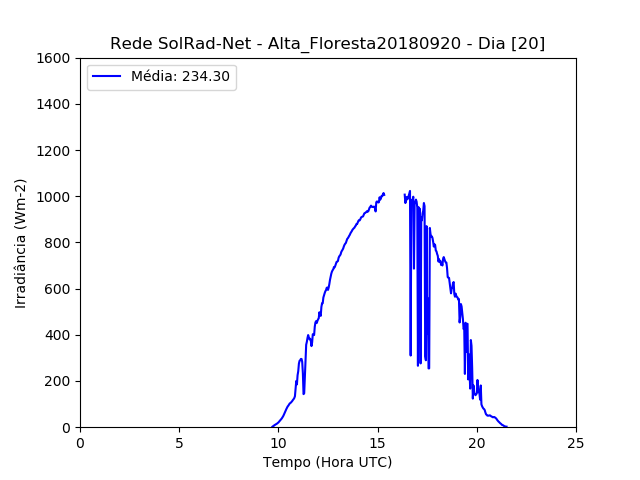 Rede SolRad-Net - Alta_Floresta20180920 - Dia [20]
Média: 234.30
Irradiância (Wm-2)
1600
1400
1200
1000
800
600
400
200
0
0 5 10 15 20 25
Tempo (Hora UTC)